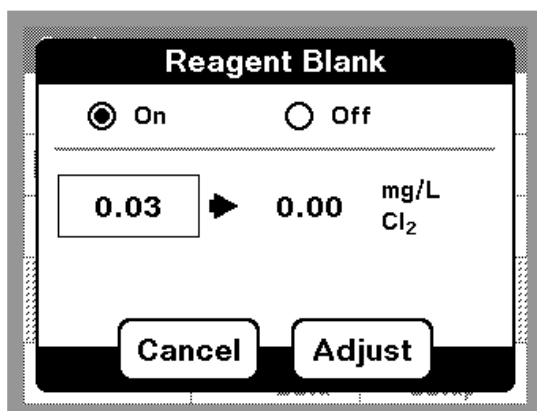 Reagent Blank
On Off
0.03 0.00 mg/L
Cl₂
Cancel Adjust